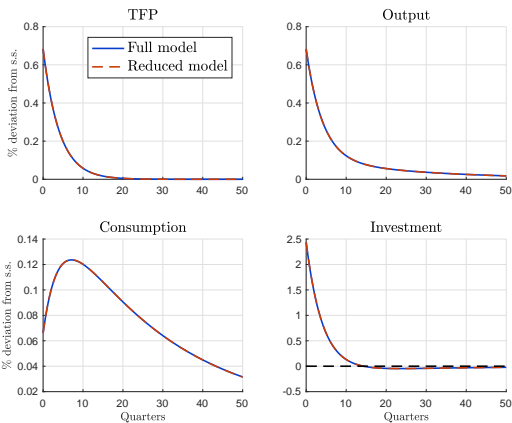 TFP
Output
% deviation from s.s.
0.8
0.6
0.4
0.2
0
Full model
Reduced model
0 10 20 30 40 50
0.8
0.6
0.4
0.2
0
0 10 20 30 40 50
Consumption
Investment
% deviation from s.s.
0.14
0.12
0.1
0.08
0.06
0.04
0.02
0 10 20 30 40 50
Quarters
2.5
2
1.5
1
0.5
0
-0.5
0 10 20 30 40 50
Quarters